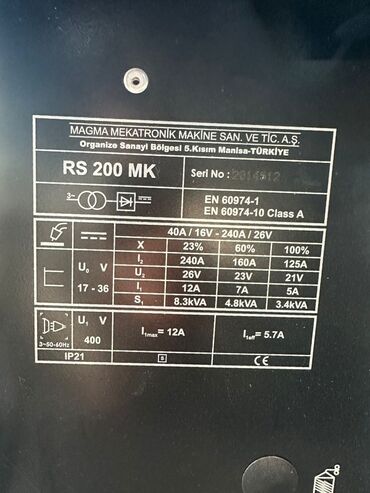 MAGMA MEKATRONİK MAKİNE SAN. VE TİC. A.Ş.
Organize Sanayi Bölgesi 5.Kısım Manisa-TÜRKİYE
RS 200 MK
Seri No :
3~
EN 60974-1
EN 60974-10 Class A
40A / 16V - 240A / 26V
X 23% 60% 100%
I₂ 240A 160A 125A
U₀ V U₂ 26V 23V 21V
17 - 36 I₁ 12A 7A 5A
S₁ 8.3kVA 4.8kVA 3.4kVA
U₁ V
400
I₁max = 12A I₁eff = 5.7A
3~50-60Hz
IP21 S CE